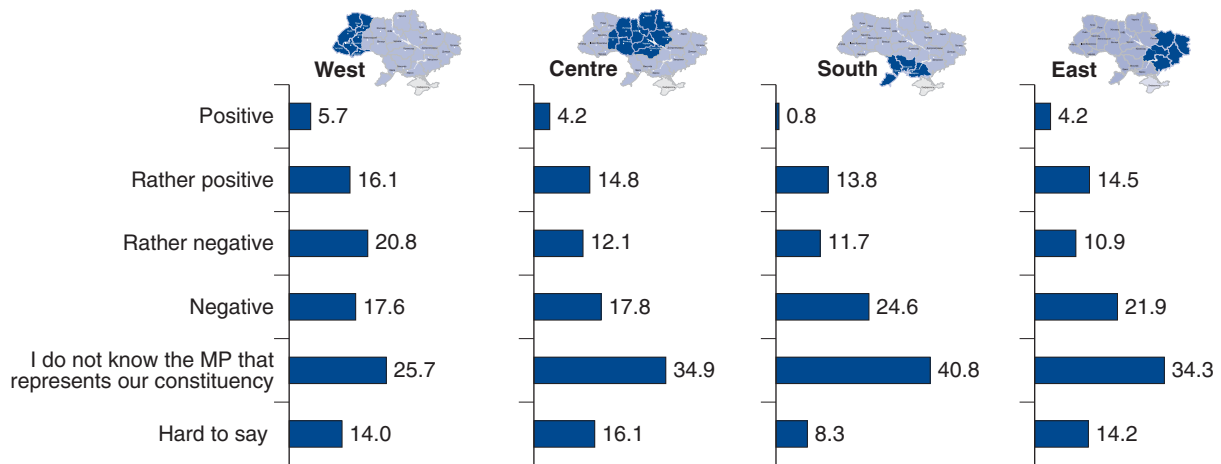 West Centre South East
Positive 5.7 4.2 0.8 4.2
Rather positive 16.1 14.8 13.8 14.5
Rather negative 20.8 12.1 11.7 10.9
Negative 17.6 17.8 24.6 21.9
I do not know the MP that
represents our constituency 25.7 34.9 40.8 34.3
Hard to say 14.0 16.1 8.3 14.2